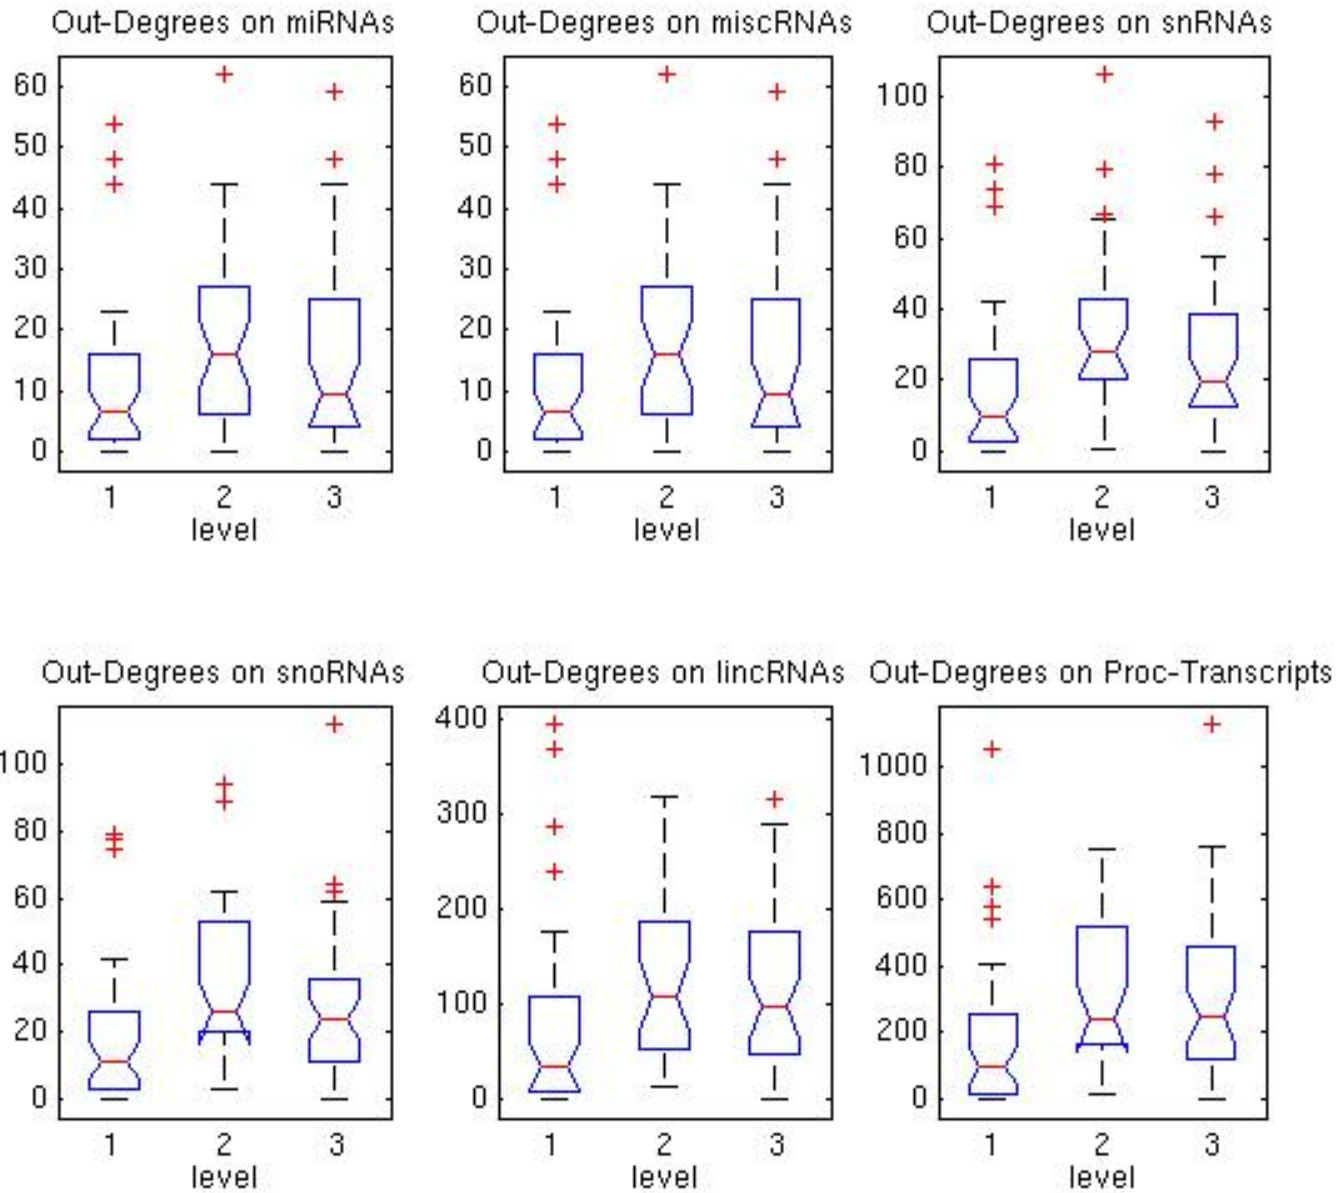 Out-Degrees on miRNAs
60
50
40
30
20
10
0
1 2 3
level
Out-Degrees on miscRNAs
60
50
40
30
20
10
0
1 2 3
level
Out-Degrees on snRNAs
100
80
60
40
20
0
1 2 3
level
Out-Degrees on snoRNAs
100
80
60
40
20
0
1 2 3
level
Out-Degrees on lincRNAs
400
300
200
100
0
1 2 3
level
Out-Degrees on Proc-Transcripts
1000
800
600
400
200
0
1 2 3
level